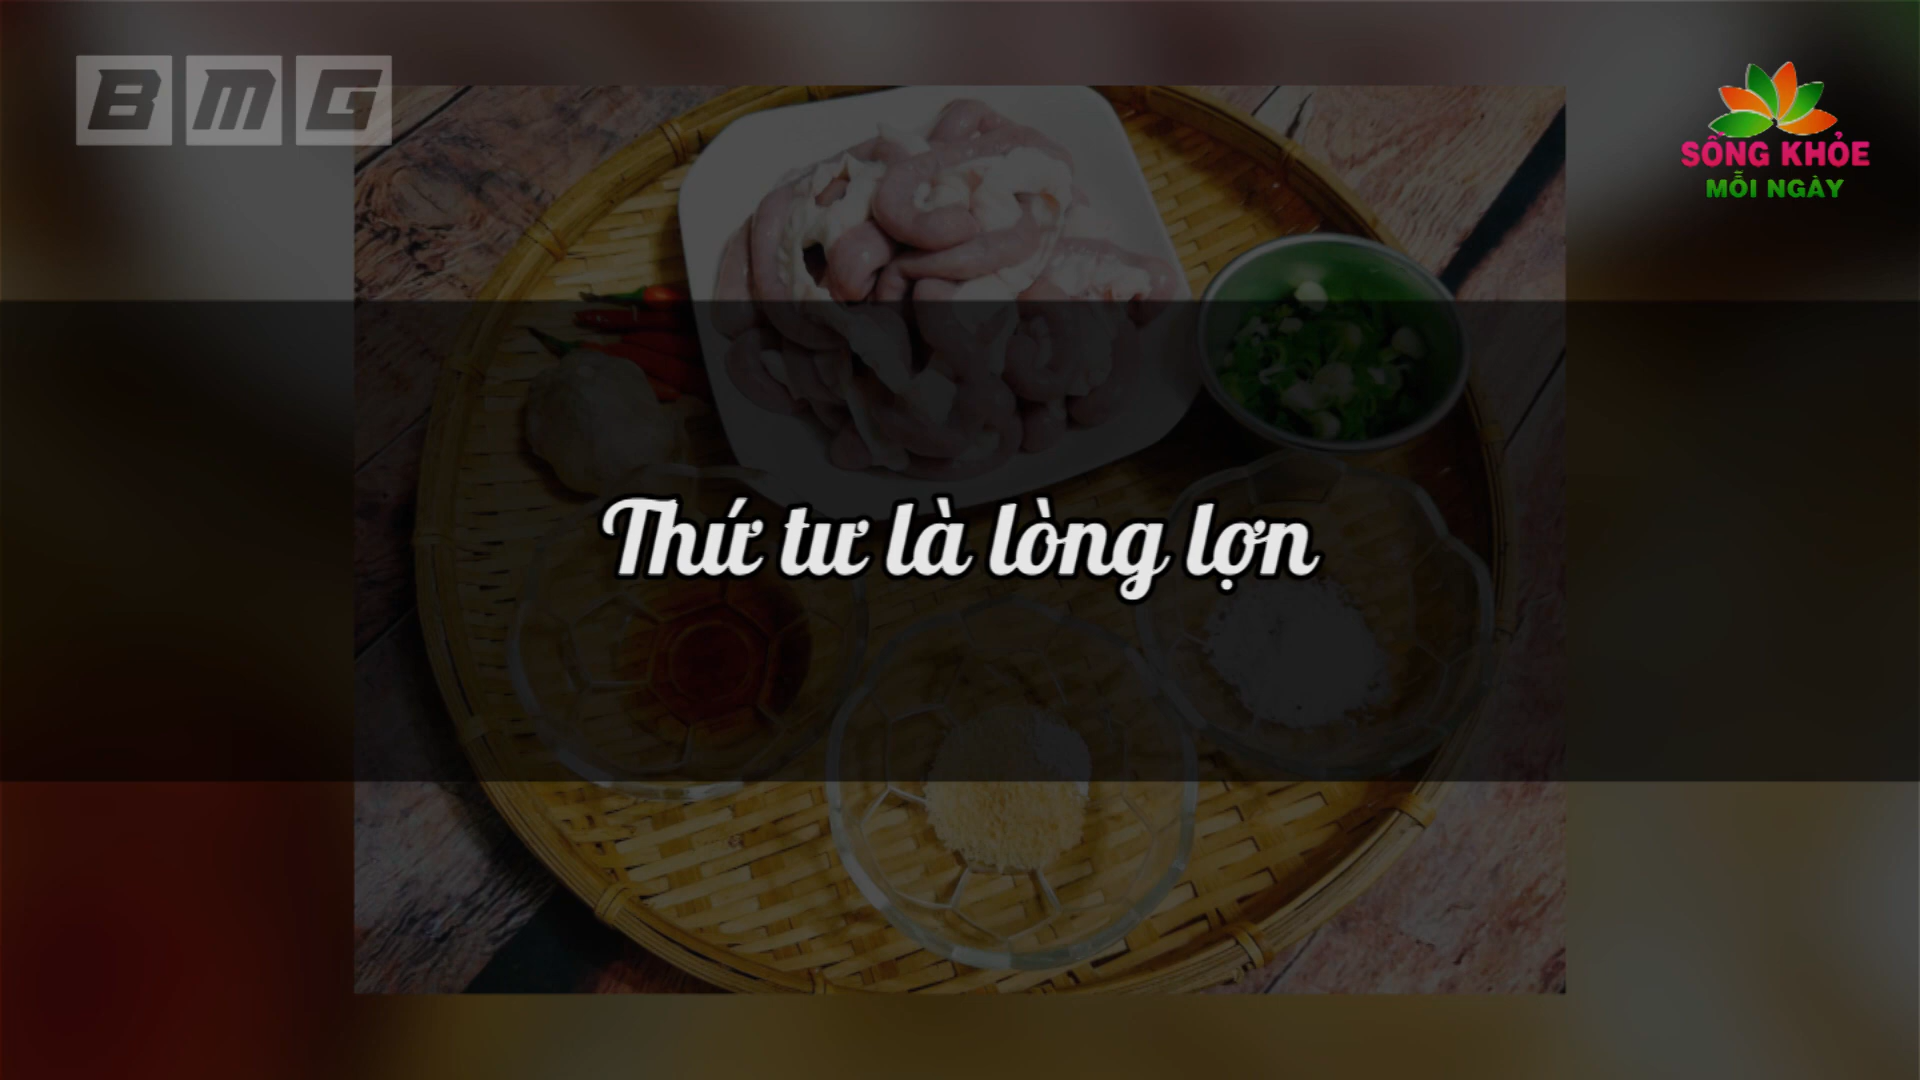 BMG
SỐNG KHỎE
MỖI NGÀY
Thứ tư là lòng lợn